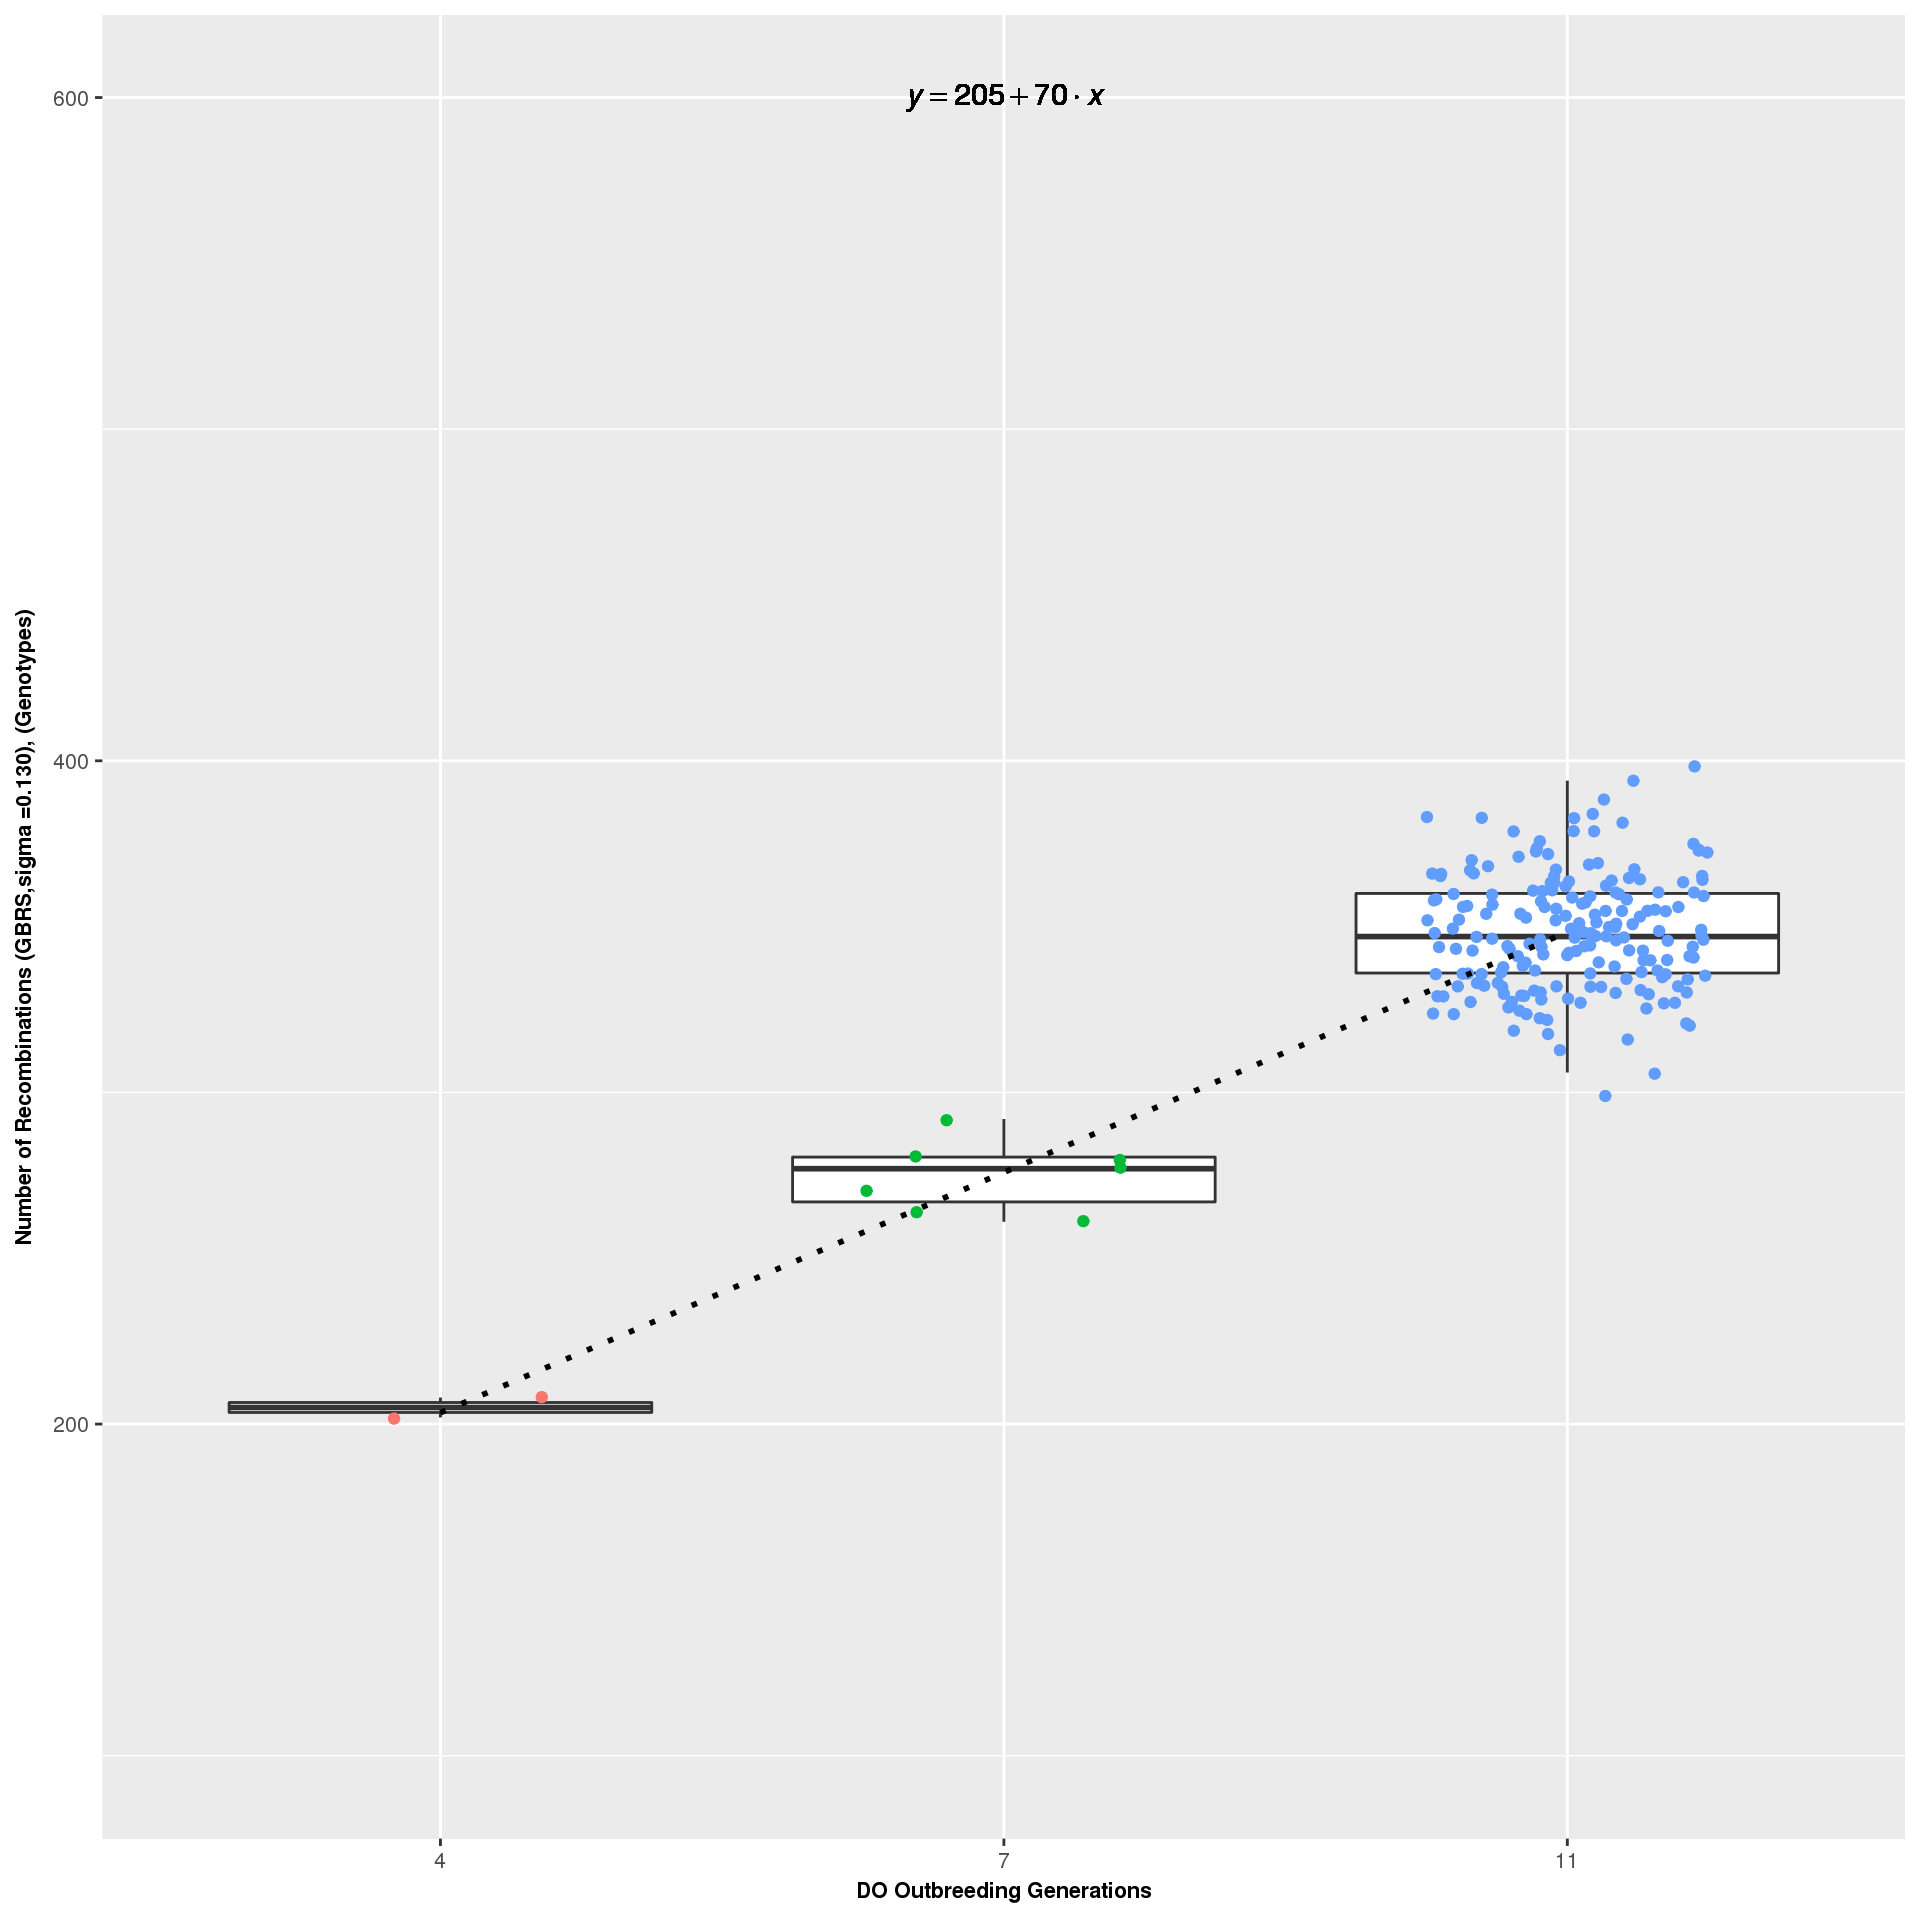 y = 205 + 70 · x
600
400
200
Number of Recombinations (GBRS,sigma =0.130), (Genotypes)
4 7 11
DO Outbreeding Generations